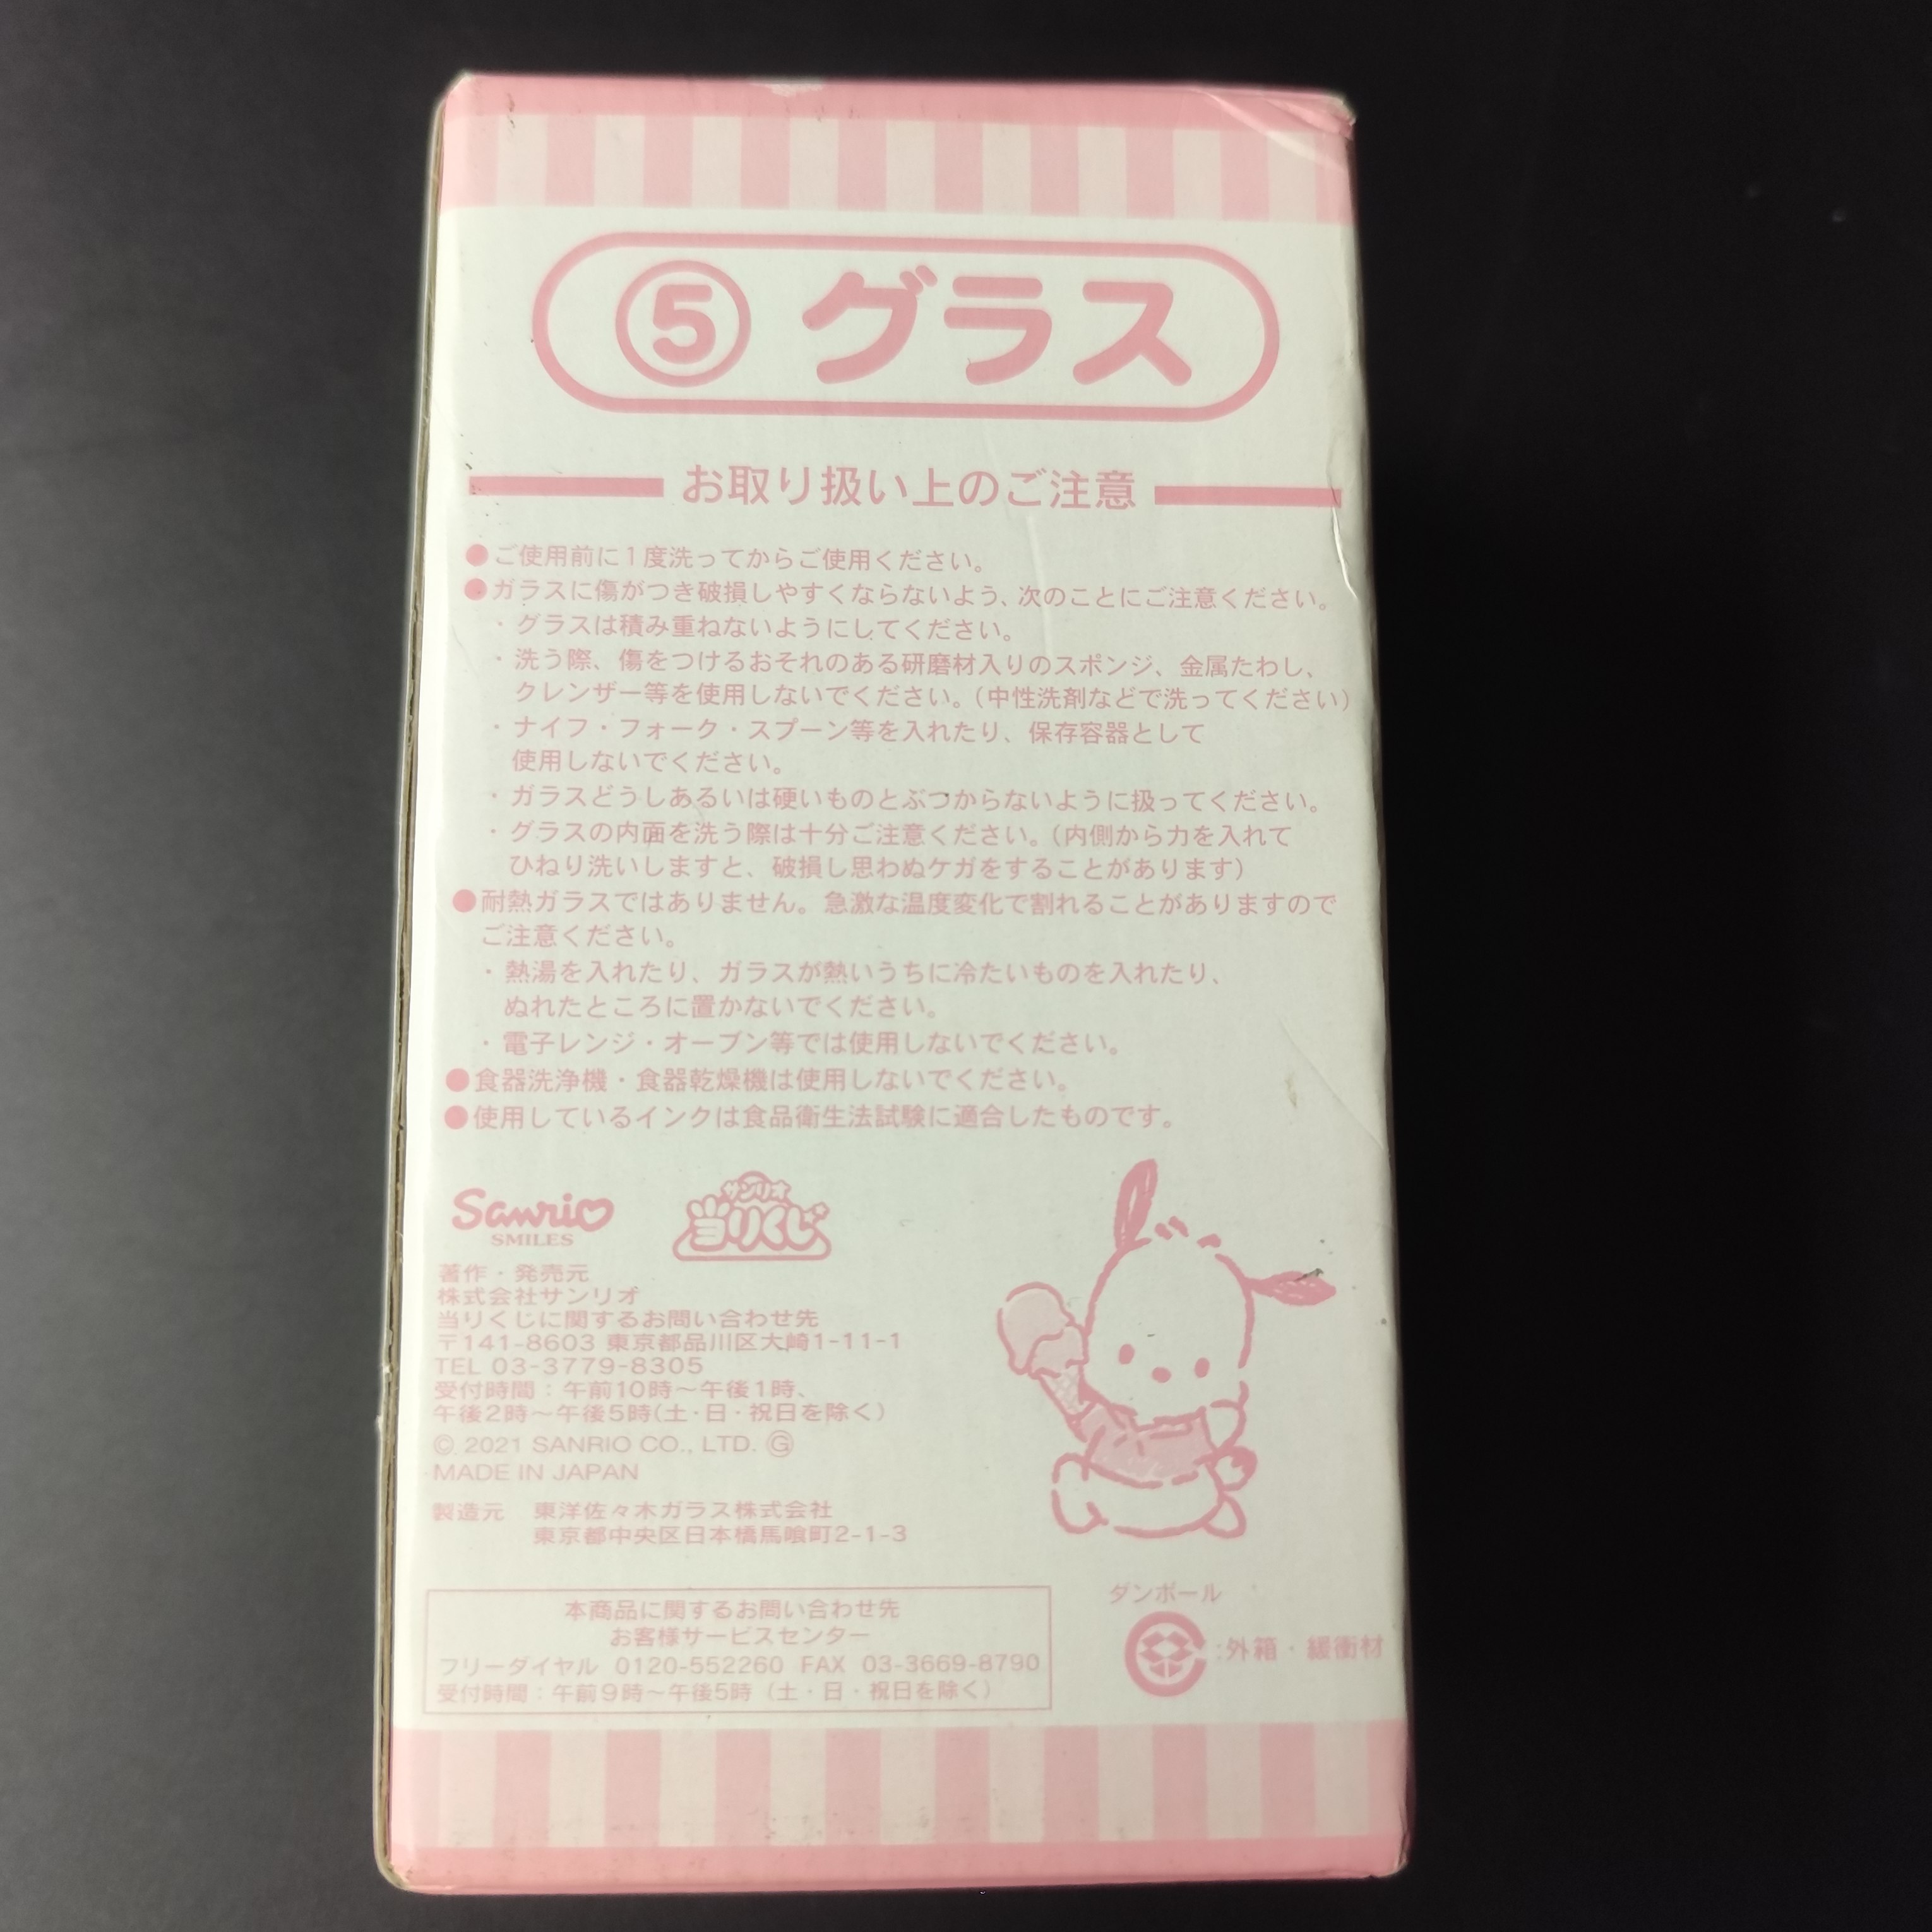 ⑤ グラス
お取り扱い上のご注意
●ご使用前に1度洗ってからご使用ください。
●ガラスに傷がつき破損しやすくならないよう、次のことにご注意ください。
・グラスは積み重ねないようにしてください。
・洗う際、傷をつけるおそれのある研磨材入りのスポンジ、金属たわし、
クレンザー等を使用しないでください。(中性洗剤などで洗ってください)
・ナイフ・フォーク・スプーン等を入れたり、保存容器として
使用しないでください。
・ガラスどうしあるいは硬いものとぶつからないように扱ってください。
・グラスの内面を洗う際は十分ご注意ください。(内側から力を入れて
ひねり洗いしますと、破損し思わぬケガをすることがあります)
●耐熱ガラスではありません。急激な温度変化で割れることがありますので
ご注意ください。
・熱湯を入れたり、ガラスが熱いうちに冷たいものを入れたり、
ぬれたところに置かないでください。
・電子レンジ・オーブン等では使用しないでください。
●食器洗浄機・食器乾燥機は使用しないでください。
●使用しているインクは食品衛生法試験に適合したものです。
Sanrio
SMILES
サンリオ
当りくじ
著作・発売元
株式会社サンリオ
当りくじに関するお問い合わせ先
〒141-8603 東京都品川区大崎1-11-1
TEL 03-3779-8305
受付時間:午前10時～午後1時、
午後2時～午後5時(土・日・祝日を除く)
© 2021 SANRIO CO., LTD. Ⓖ
MADE IN JAPAN
製造元 東洋佐々木ガラス株式会社
東京都中央区日本橋馬喰町2-1-3
本商品に関するお問い合わせ先
お客様サービスセンター
フリーダイヤル 0120-552260 FAX 03-3669-8790
受付時間:午前9時～午後5時(土・日・祝日を除く)
ダンボール
:外箱・緩衝材